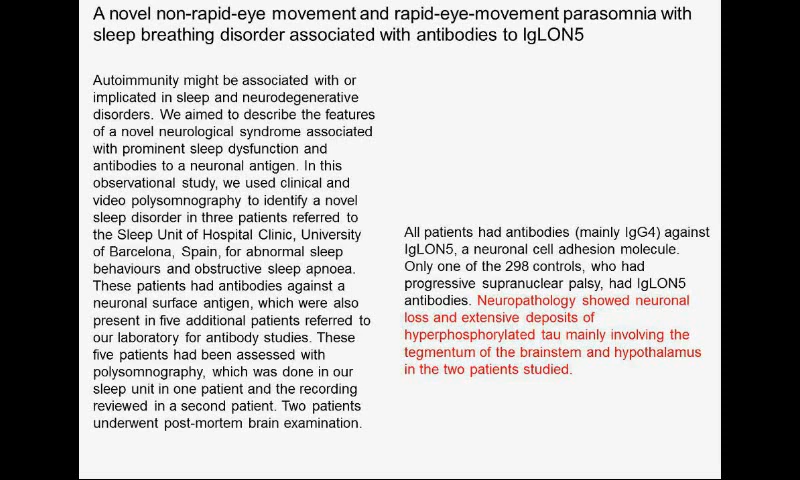 A novel non-rapid-eye movement and rapid-eye-movement parasomnia with
sleep breathing disorder associated with antibodies to IgLON5
Autoimmunity might be associated with or
implicated in sleep and neurodegenerative
disorders. We aimed to describe the features
of a novel neurological syndrome associated
with prominent sleep dysfunction and
antibodies to a neuronal antigen. In this
observational study, we used clinical and
video polysomnography to identify a novel
sleep disorder in three patients referred to
the Sleep Unit of Hospital Clinic, University
of Barcelona, Spain, for abnormal sleep
behaviours and obstructive sleep apnoea.
These patients had antibodies against a
neuronal surface antigen, which were also
present in five additional patients referred to
our laboratory for antibody studies. These
five patients had been assessed with
polysomnography, which was done in our
sleep unit in one patient and the recording
reviewed in a second patient. Two patients
underwent post-mortem brain examination.
All patients had antibodies (mainly IgG4) against
IgLON5, a neuronal cell adhesion molecule.
Only one of the 298 controls, who had
progressive supranuclear palsy, had IgLON5
antibodies. Neuropathology showed neuronal
loss and extensive deposits of
hyperphosphorylated tau mainly involving the
tegmentum of the brainstem and hypothalamus
in the two patients studied.